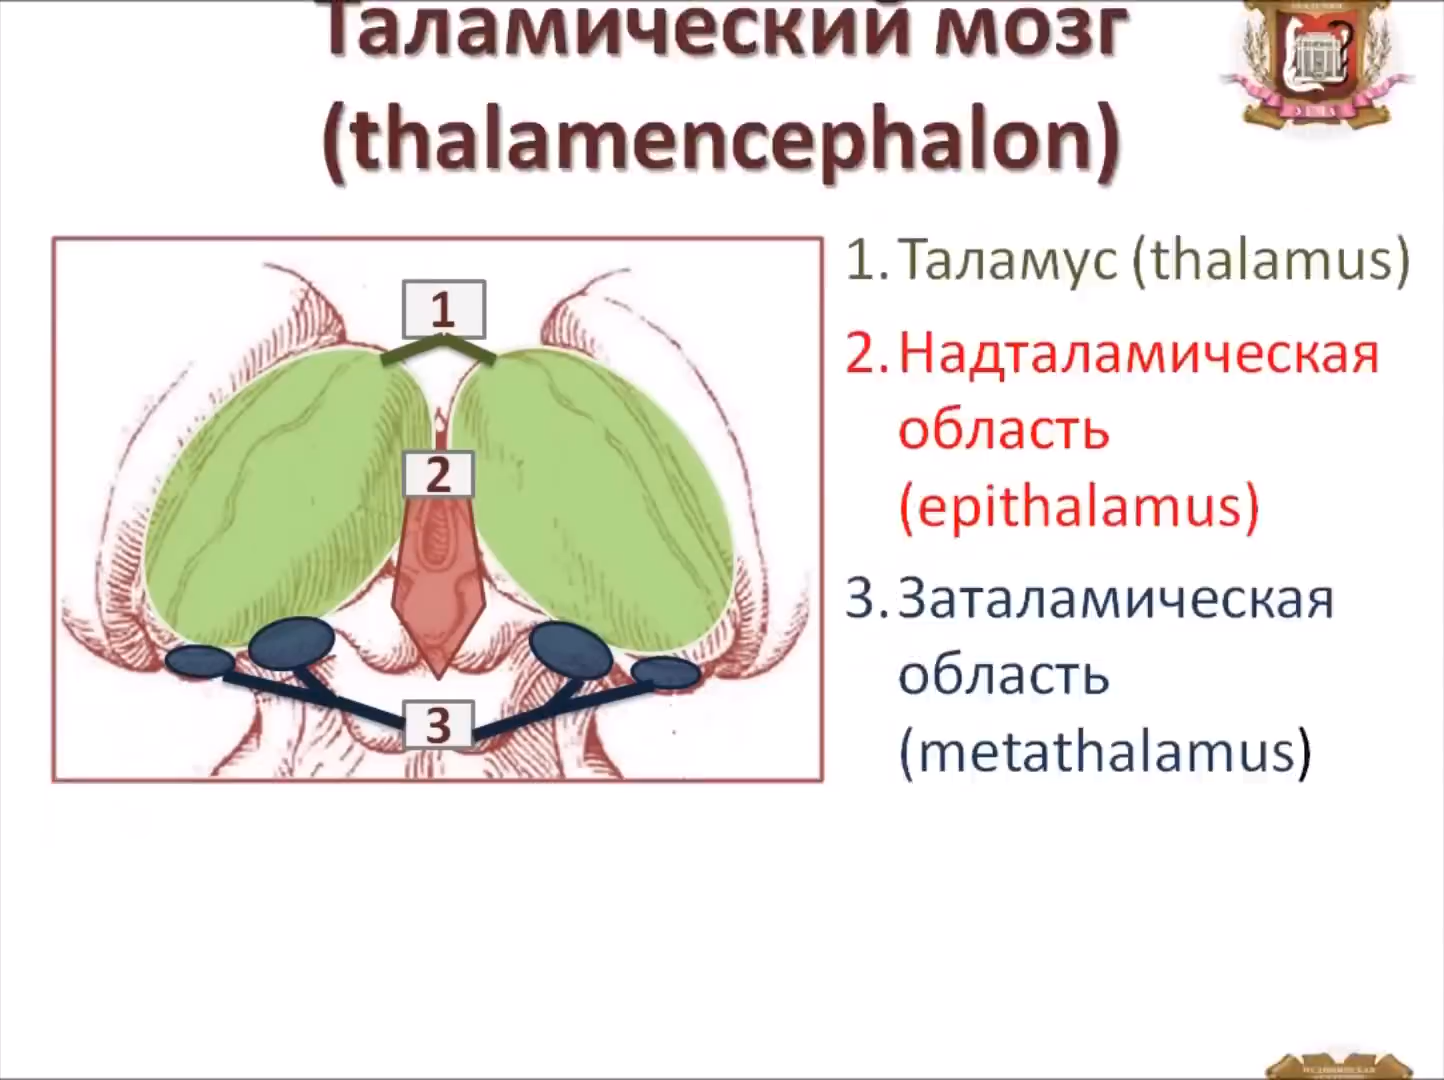 Таламический мозг
(thalamencephalon)
1
2
3
1. Таламус (thalamus)
2. Надталамическая
область
(epithalamus)
3. Заталамическая
область
(metathalamus)